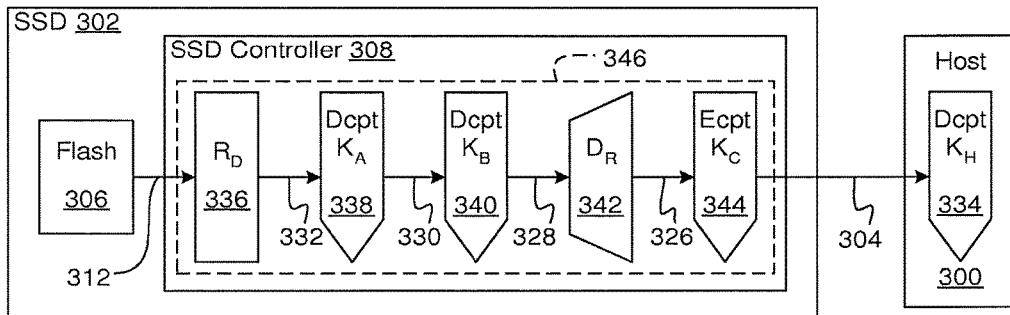 SSD 302
SSD Controller 308
346
Host
Flash
306
R_D
336
Dcpt
K_A
338
Dcpt
K_B
340
D_R
342
Ecpt
K_C
344
Dcpt
K_H
334
312
332
330
328
326
304
300